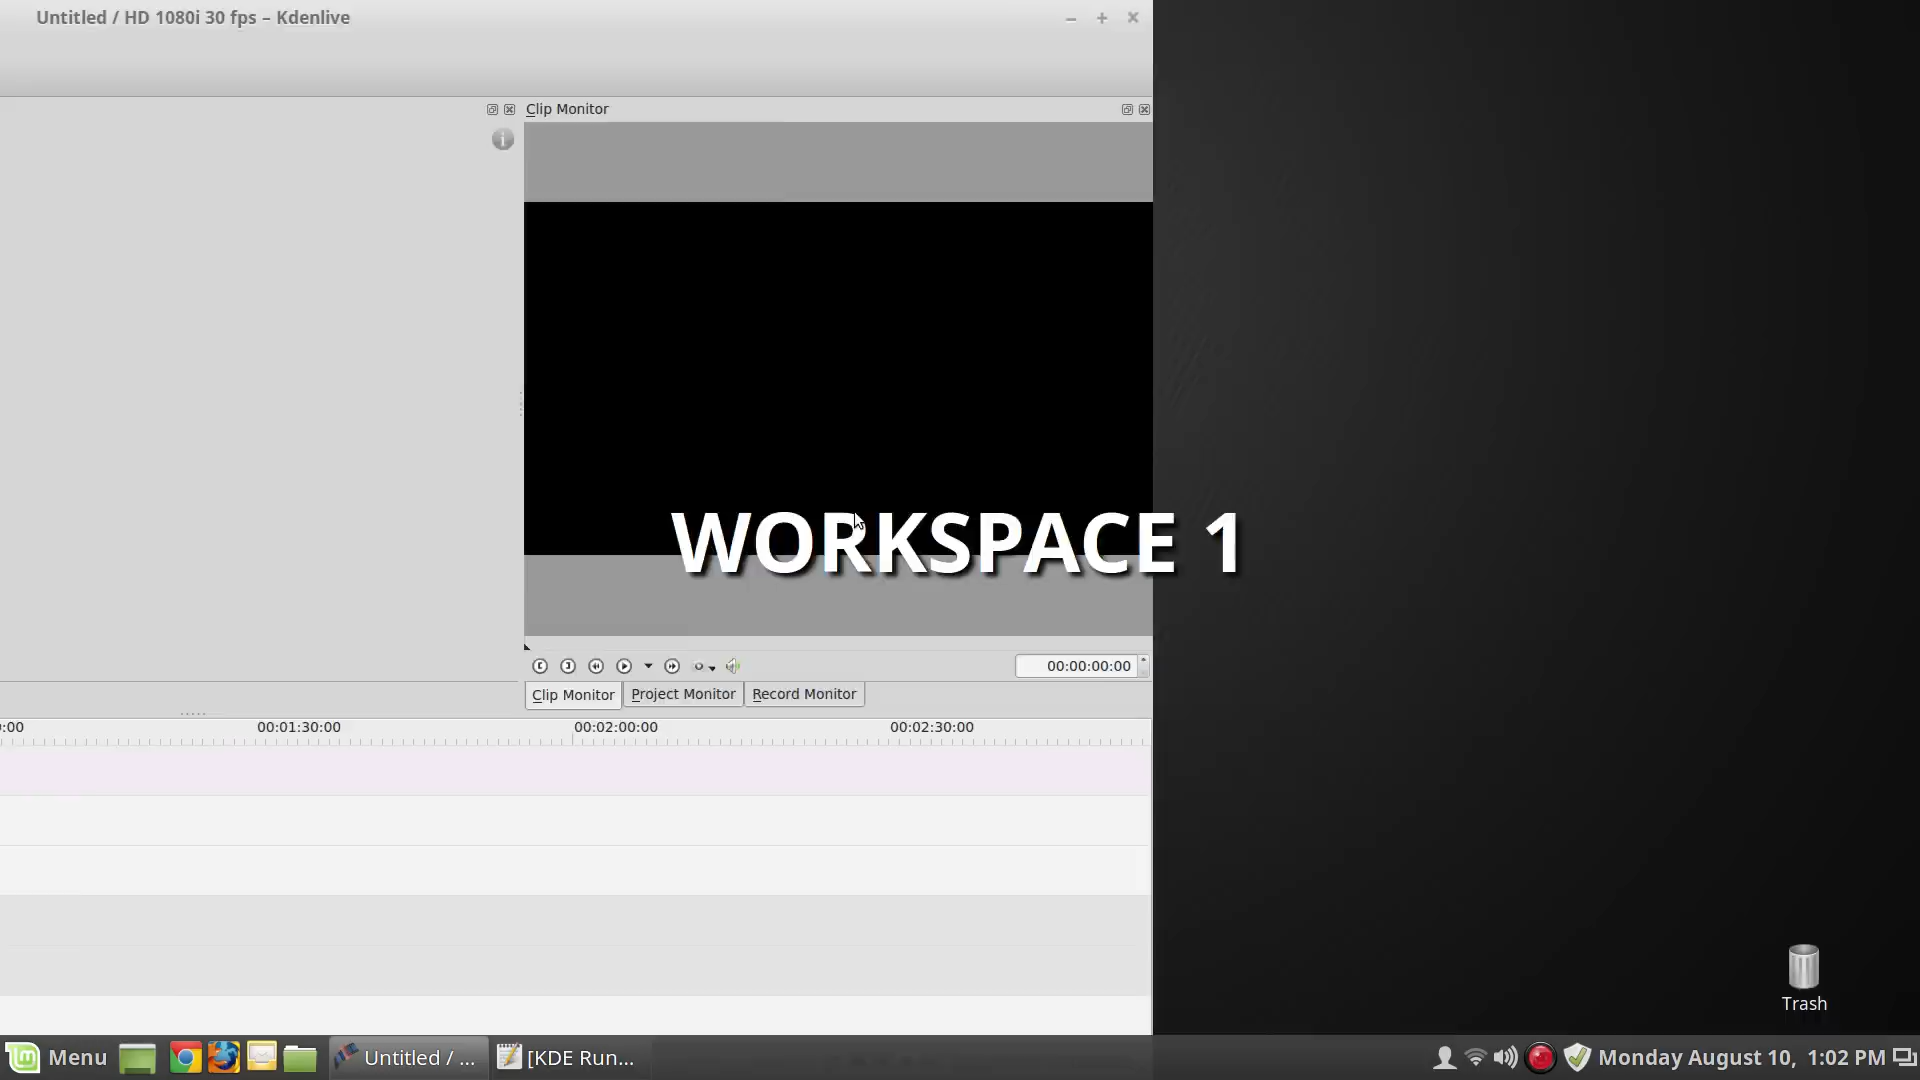 Untitled / HD 1080i 30 fps – Kdenlive
Clip Monitor
WORKSPACE 1
00:00:00:00
Clip Monitor
Project Monitor
Record Monitor
:00
00:01:30:00
00:02:00:00
00:02:30:00
Trash
Menu
Untitled / ...
[KDE Run...
Monday August 10, 1:02 PM